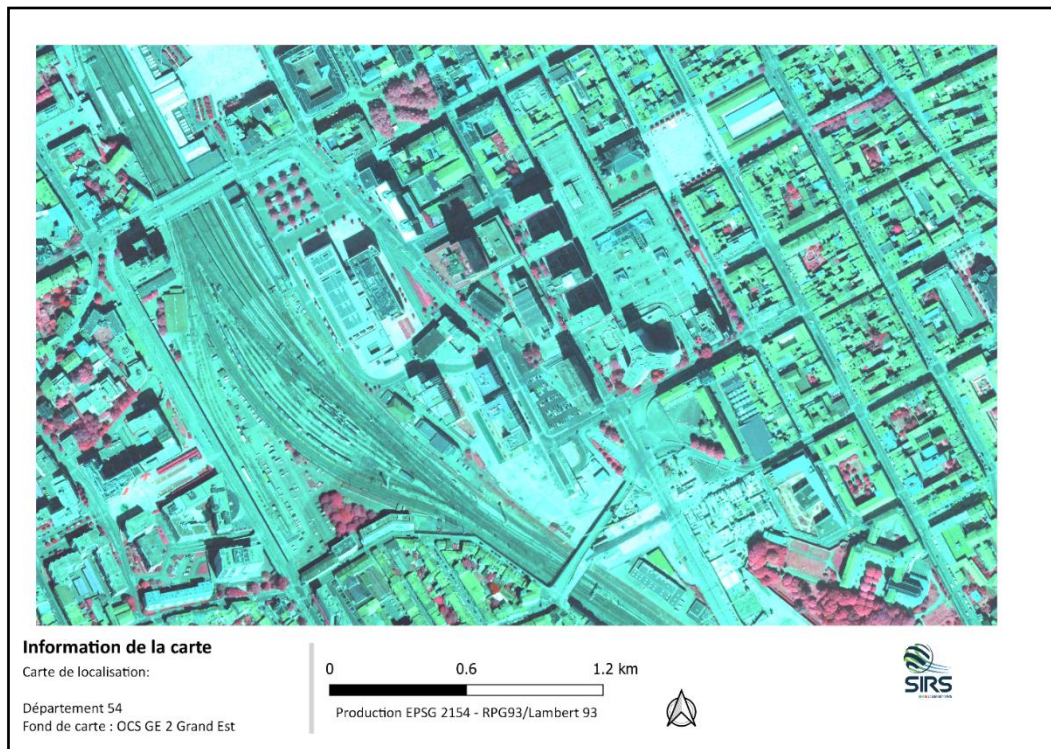 Information de la carte
Carte de localisation:
Département 54
Fond de carte : OCS GE 2 Grand Est
0 0.6 1.2 km
Production EPSG 2154 - RPG93/Lambert 93
SIRS